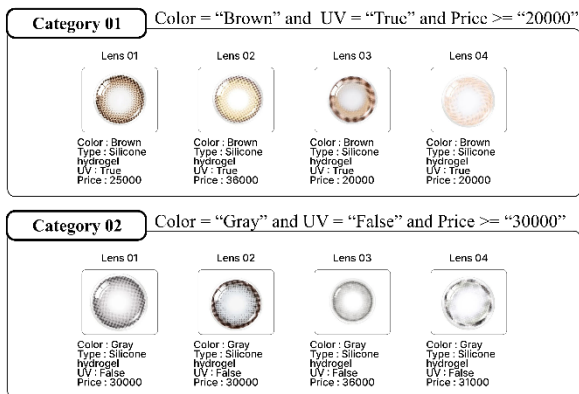 Category 01 Color = “Brown” and UV = “True” and Price >= “20000”
Lens 01 Lens 02 Lens 03 Lens 04
Color : Brown Color : Brown Color : Brown Color : Brown
Type : Silicone Type : Silicone Type : Silicone Type : Silicone
hydrogel hydrogel hydrogel hydrogel
UV : True UV : True UV : True UV : True
Price : 25000 Price : 36000 Price : 20000 Price : 20000
Category 02 Color = “Gray” and UV = “False” and Price >= “30000”
Lens 01 Lens 02 Lens 03 Lens 04
Color : Gray Color : Gray Color : Gray Color : Gray
Type : Silicone Type : Silicone Type : Silicone Type : Silicone
hydrogel hydrogel hydrogel hydrogel
UV : False UV : False UV : False UV : False
Price : 30000 Price : 30000 Price : 36000 Price : 31000